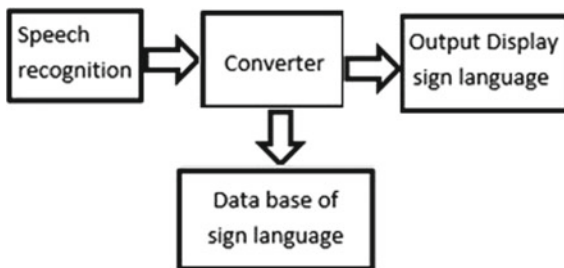 Speech
recognition
Converter
Output Display
sign language
Data base of
sign language